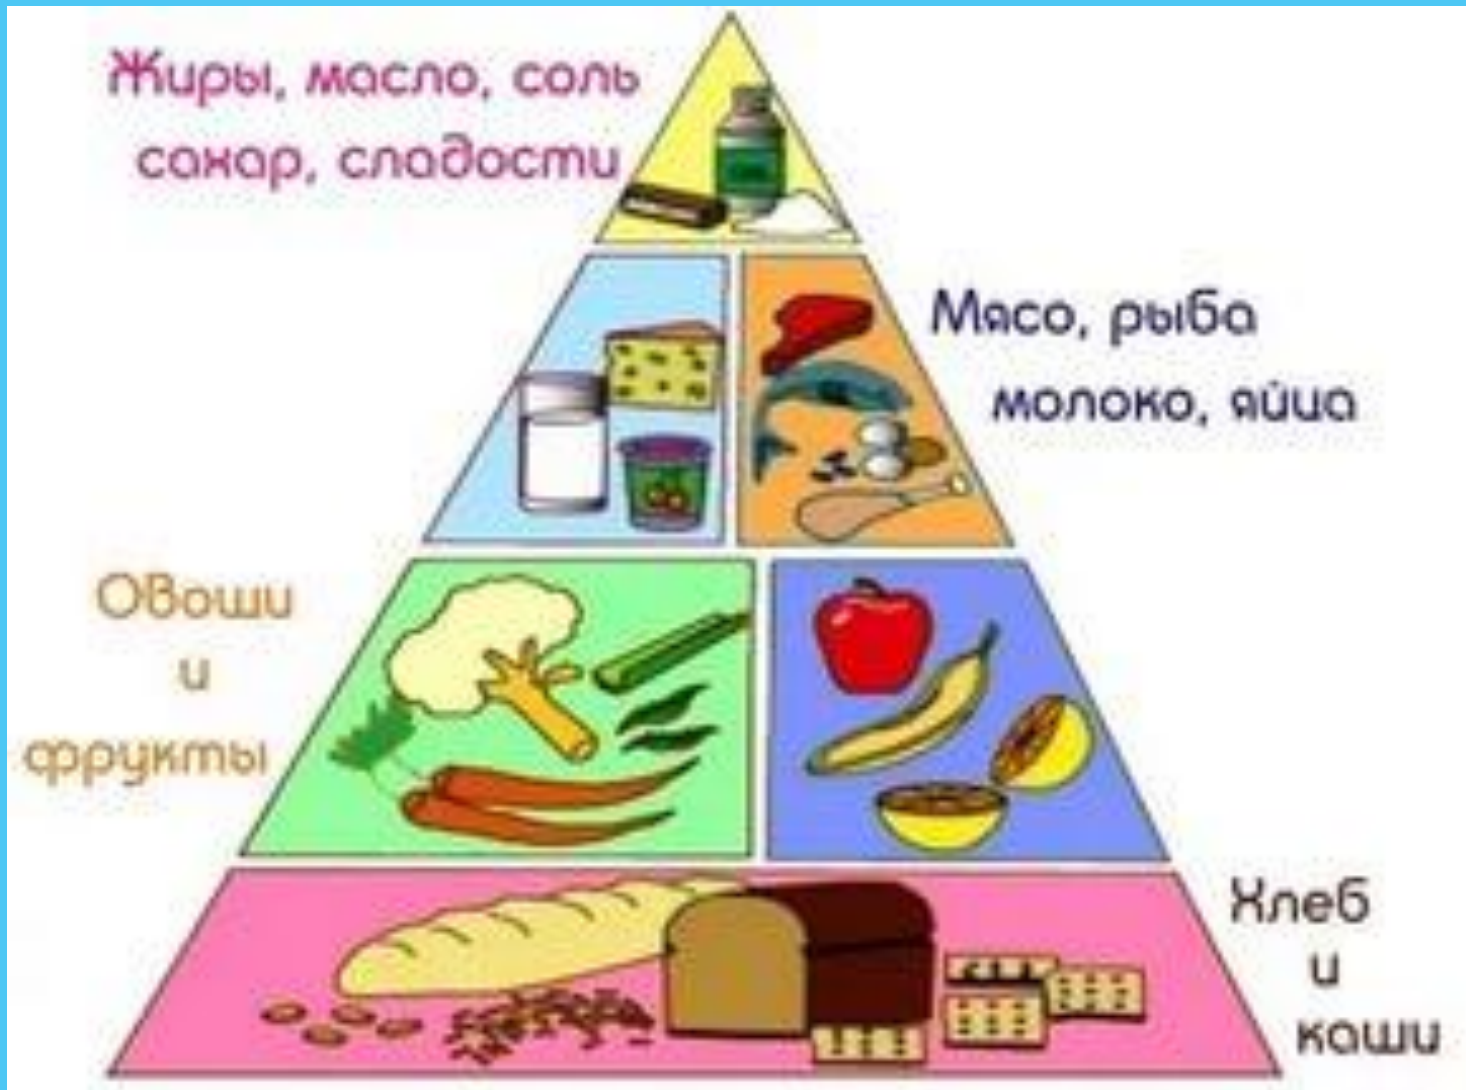 Жиры, масло, соль
сахар, сладости
Мясо, рыба
молоко, яйца
Овощи
и
фрукты
Хлеб
и
каши